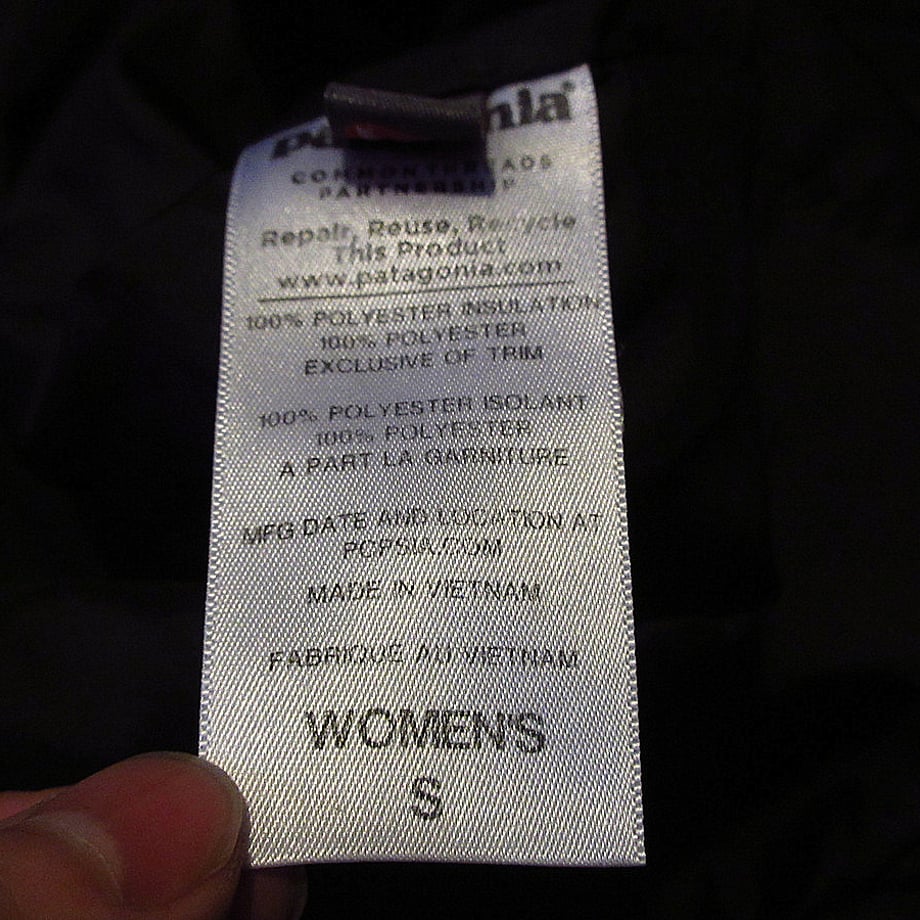 patagonia®
COMMON THREADS
PARTNERSHIP
Repair, Reuse, Recycle
This Product
www.patagonia.com
100% POLYESTER INSULATION
100% POLYESTER
EXCLUSIVE OF TRIM
100% POLYESTER ISOLANT
100% POLYESTER
A PART LA GARNITURE
MFG DATE AND LOCATION AT
PCPSIA.COM
MADE IN VIETNAM
FABRIQUÉ AU VIETNAM
WOMEN'S
S